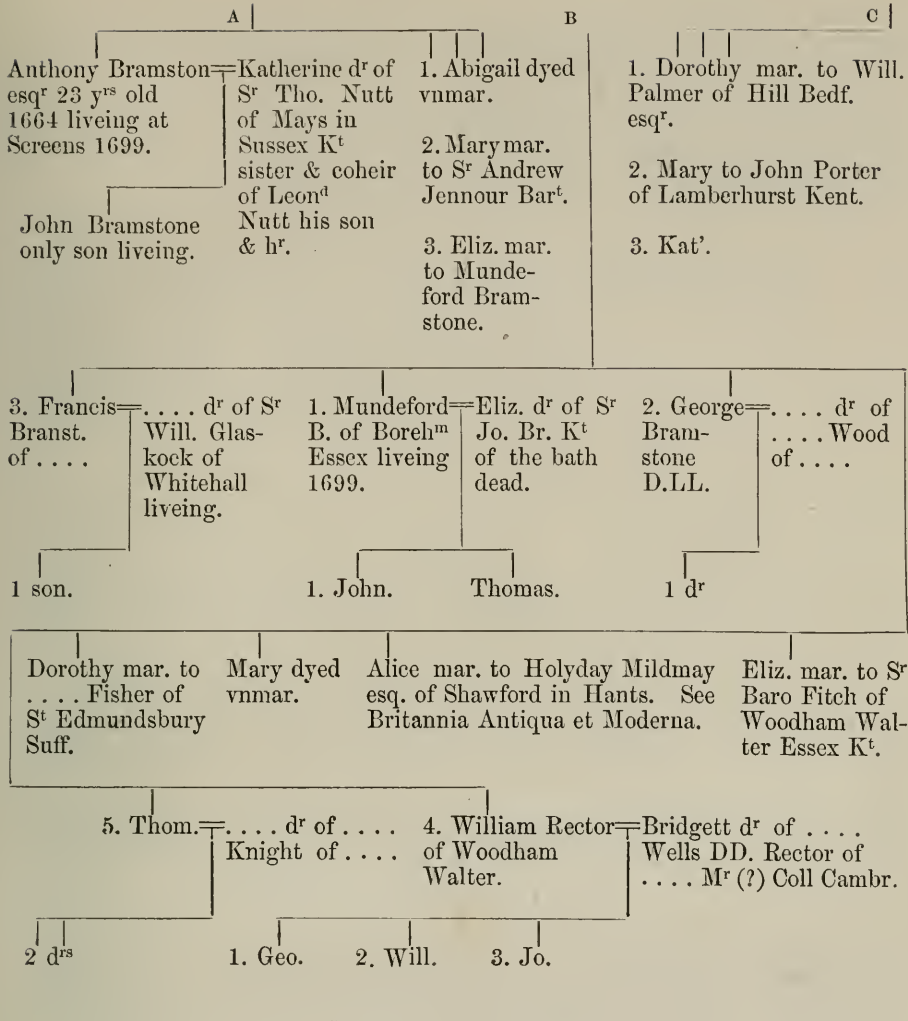 A
B
C
Anthony Bramston=
esqr 23 yrs old
1664 liveing at
Screens 1699.
Katherine dr of
Sr Tho. Nutt
of Mays in
Sussex Kt
sister & coheir
of Leond
Nutt his son
& hr.
1. Abigail dyed
vnmar.
2. Mary mar.
to Sr Andrew
Jennour Bart.
3. Eliz. mar.
to Munde-
ford Bram-
stone.
1. Dorothy mar. to Will.
Palmer of Hill Bedf.
esqr.
2. Mary to John Porter
of Lamberhurst Kent.
3. Kat'.
John Bramstone
only son liveing.
3. Francis=
Branst.
of . . . .
. . . . dr of Sr
Will. Glas-
kock of
Whitehall
liveing.
1. Mundeford=
B. of Borehm
Essex liveing
1699.
Eliz. dr of Sr
Jo. Br. Kt
of the bath
dead.
2. George=
Bram-
stone
D.LL.
. . . . dr of
. . . . Wood
of . . . .
1 son.
1. John.
Thomas.
1 dr
Dorothy mar. to
. . . . Fisher of
St Edmundsbury
Suff.
Mary dyed
vnmar.
Alice mar. to Holyday Mildmay
esq. of Shawford in Hants. See
Britannia Antiqua et Moderna.
Eliz. mar. to Sr
Baro Fitch of
Woodham Wal-
ter Essex Kt.
5. Thom.=
. . . . dr of . . . .
Knight of . . . .
4. William Rector=
of Woodham
Walter.
Bridgett dr of . . . .
Wells DD. Rector of
. . . . Mr (?) Coll Cambr.
2 drs
1. Geo.
2. Will.
3. Jo.